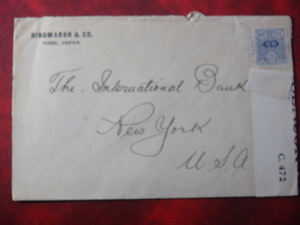 HINDMARSH & CO.
KOBE, JAPAN.
The International Bank
New York
U.S.A
C. 472